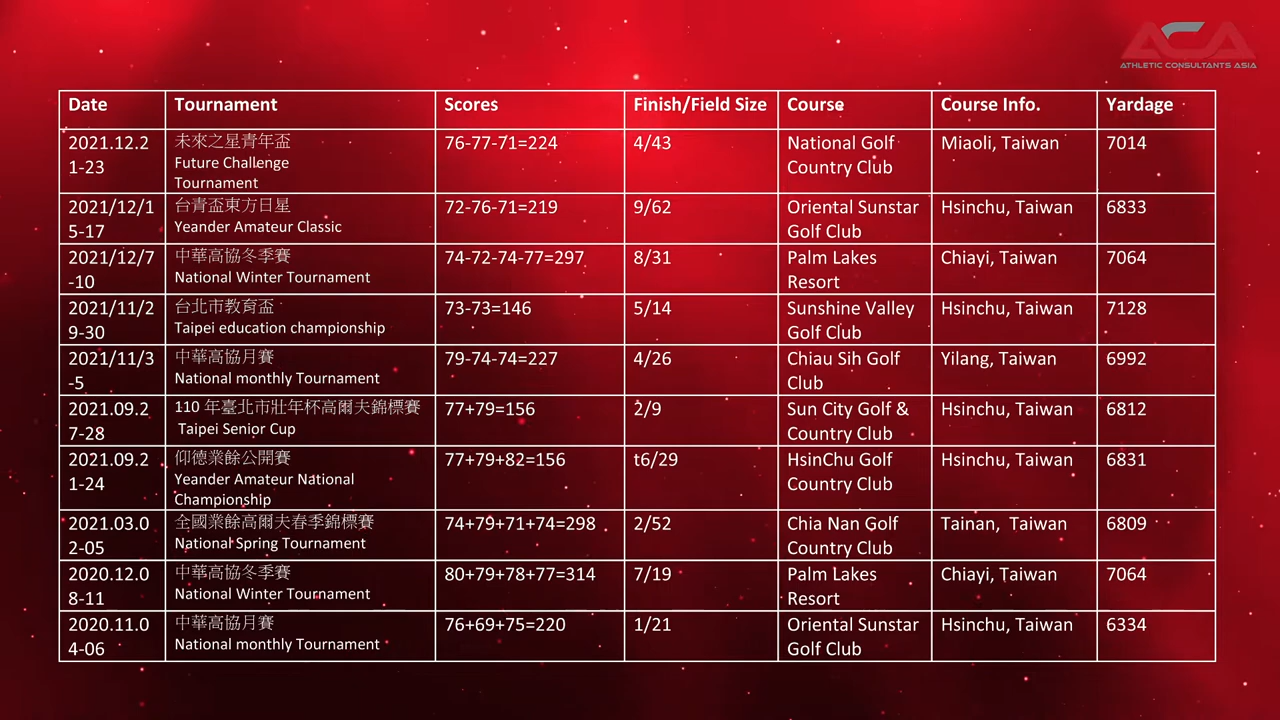 ACA
ATHLETIC CONSULTANTS ASIA
Date Tournament Scores Finish/Field Size Course Course Info. Yardage
2021.12.2 未來之星青年盃 76-77-71=224 4/43 National Golf Miaoli, Taiwan 7014
1-23 Future Challenge Country Club
Tournament
2021/12/1 台青盃東方日星 72-76-71=219 9/62 Oriental Sunstar Hsinchu, Taiwan 6833
5-17 Yeander Amateur Classic Golf Club
2021/12/7 中華高協冬季賽 74-72-74-77=297 8/31 Palm Lakes Chiayi, Taiwan 7064
-10 National Winter Tournament Resort
2021/11/2 台北市教育盃 73-73=146 5/14 Sunshine Valley Hsinchu, Taiwan 7128
9-30 Taipei education championship Golf Club
2021/11/3 中華高協月賽 79-74-74=227 4/26 Chiau Sih Golf Yilang, Taiwan 6992
-5 National monthly Tournament Club
2021.09.2 110 年臺北市壯年杯高爾夫錦標賽 77+79=156 2/9 Sun City Golf & Hsinchu, Taiwan 6812
7-28 Taipei Senior Cup Country Club
2021.09.2 仰德業餘公開賽 77+79+82=156 t6/29 HsinChu Golf Hsinchu, Taiwan 6831
1-24 Yeander Amateur National Country Club
Championship
2021.03.0 全國業餘高爾夫春季錦標賽 74+79+71+74=298 2/52 Chia Nan Golf Tainan, Taiwan 6809
2-05 National Spring Tournament Country Club
2020.12.0 中華高協冬季賽 80+79+78+77=314 7/19 Palm Lakes Chiayi, Taiwan 7064
8-11 National Winter Tournament Resort
2020.11.0 中華高協月賽 76+69+75=220 1/21 Oriental Sunstar Hsinchu, Taiwan 6334
4-06 National monthly Tournament Golf Club